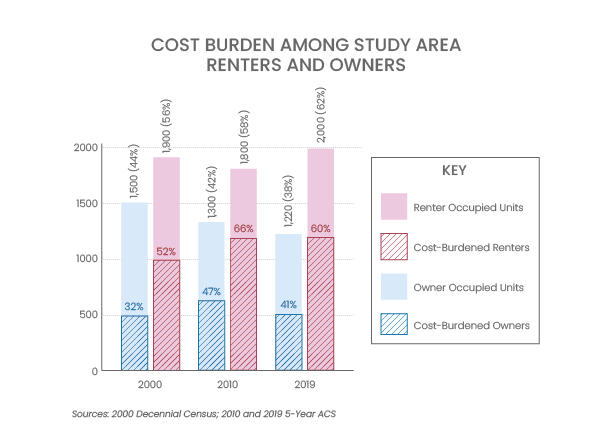 COST BURDEN AMONG STUDY AREA
RENTERS AND OWNERS
1,500 (44%)
1,900 (56%)
1,300 (42%)
1,800 (58%)
1,220 (38%)
2,000 (62%)
2000
1500
1000
500
0
32%
52%
47%
66%
41%
60%
2000
2010
2019
KEY
Renter Occupied Units
Cost-Burdened Renters
Owner Occupied Units
Cost-Burdened Owners
Sources: 2000 Decennial Census; 2010 and 2019 5-Year ACS